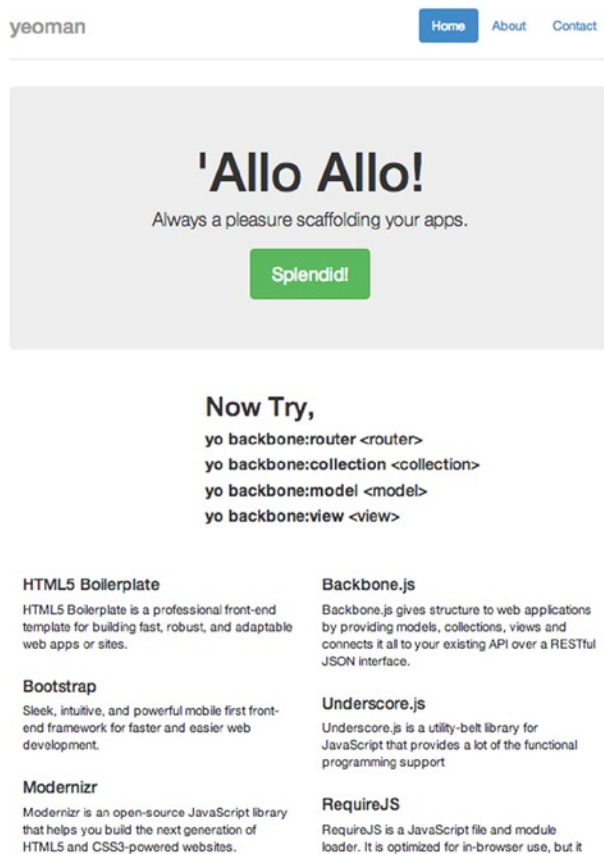 yeoman
Home About Contact
'Allo Allo!
Always a pleasure scaffolding your apps.
Splendid!
Now Try,
yo backbone:router <router>
yo backbone:collection <collection>
yo backbone:model <model>
yo backbone:view <view>
HTML5 Boilerplate
HTML5 Boilerplate is a professional front-end
template for building fast, robust, and adaptable
web apps or sites.
Bootstrap
Sleek, intuitive, and powerful mobile first front-
end framework for faster and easier web
development.
Modernizr
Modernizr is an open-source JavaScript library
that helps you build the next generation of
HTML5 and CSS3-powered websites.
Backbone.js
Backbone.js gives structure to web applications
by providing models, collections, views and
connects it all to your existing API over a RESTful
JSON interface.
Underscore.js
Underscore.js is a utility-belt library for
JavaScript that provides a lot of the functional
programming support
RequireJS
RequireJS is a JavaScript file and module
loader. It is optimized for in-browser use, but it